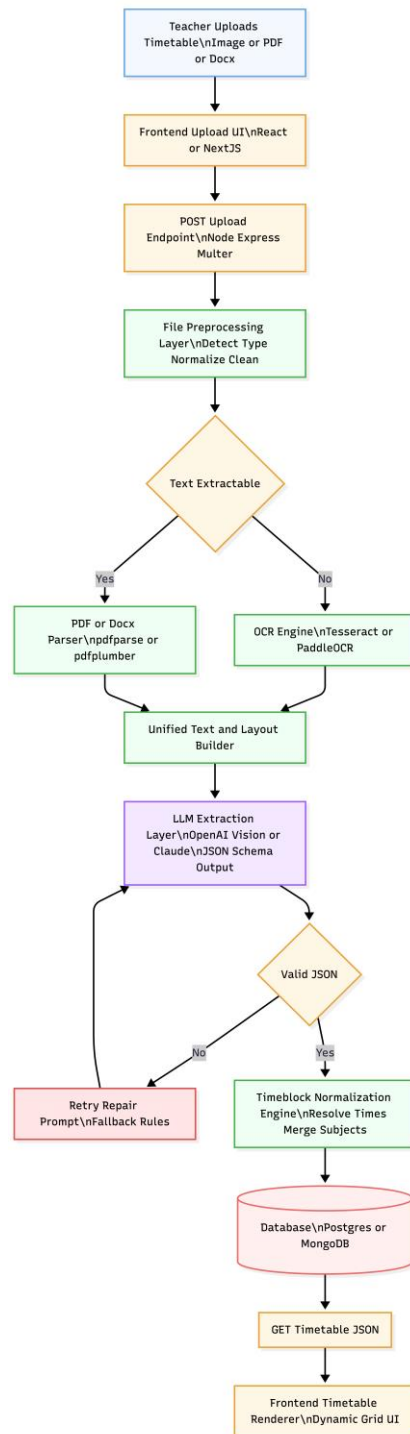 Teacher Uploads
Timetable\nImage or PDF
or Docx
Frontend Upload UI\nReact
or NextJS
POST Upload
Endpoint\nNode Express
Multer
File Preprocessing
Layer\nDetect Type
Normalize Clean
Text Extractable
Yes
No
PDF or Docx
Parser\npdfparse or
pdfplumber
OCR Engine\nTesseract or
PaddleOCR
Unified Text and Layout
Builder
LLM Extraction
Layer\nOpenAI Vision or
Claude\nJSON Schema
Output
Valid JSON
No
Yes
Retry Repair
Prompt\nFallback Rules
Timeblock Normalization
Engine\nResolve Times
Merge Subjects
Database\nPostgres or
MongoDB
GET Timetable JSON
Frontend Timetable
Renderer\nDynamic Grid UI